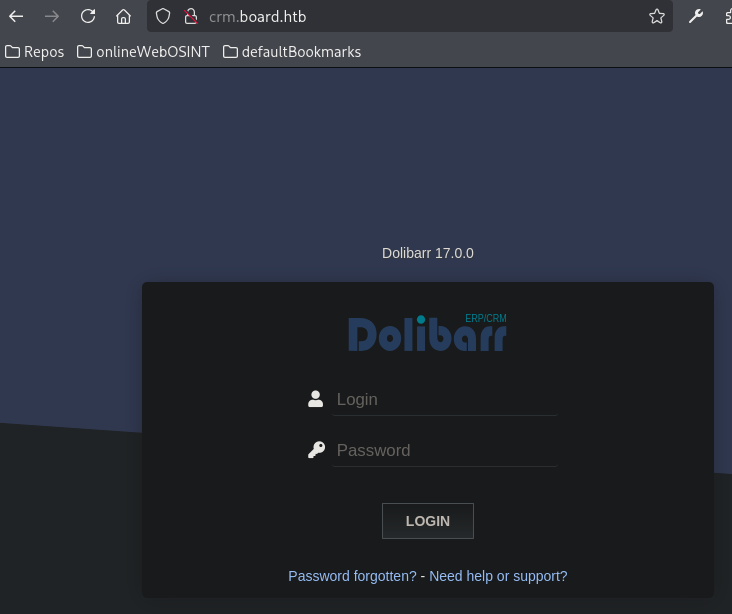 crm.board.htb
Repos onlineWebOSINT defaultBookmarks
Dolibarr 17.0.0
ERP/CRM
Dolibarr
Login
Password
LOGIN
Password forgotten? - Need help or support?